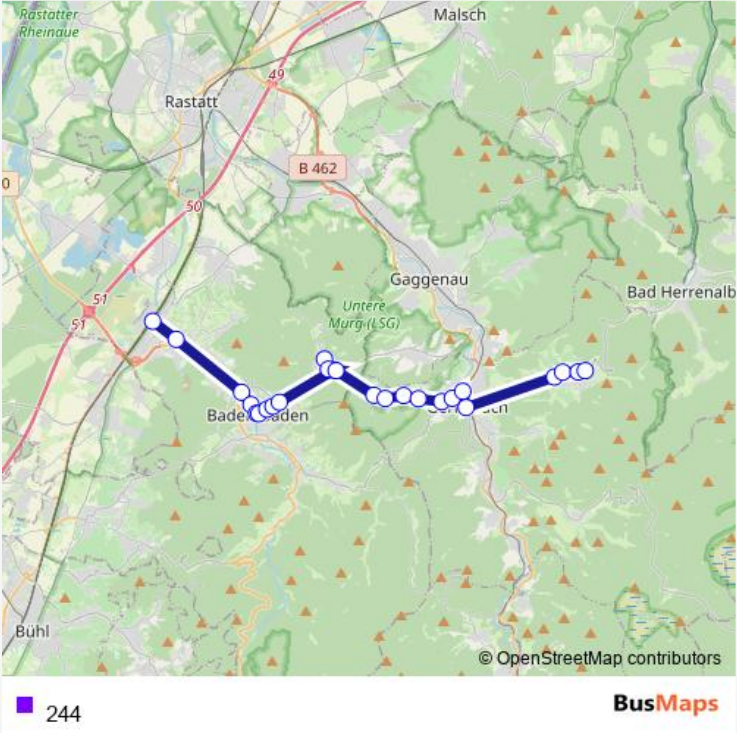 Rastatter
Rheinaue
Malsch
49
Rastatt
B 462
0
50
Gaggenau
51
Bad Herrenalb
Untere
Murg (LSG)
51
Bühl
© OpenStreetMap contributors
244
BusMaps